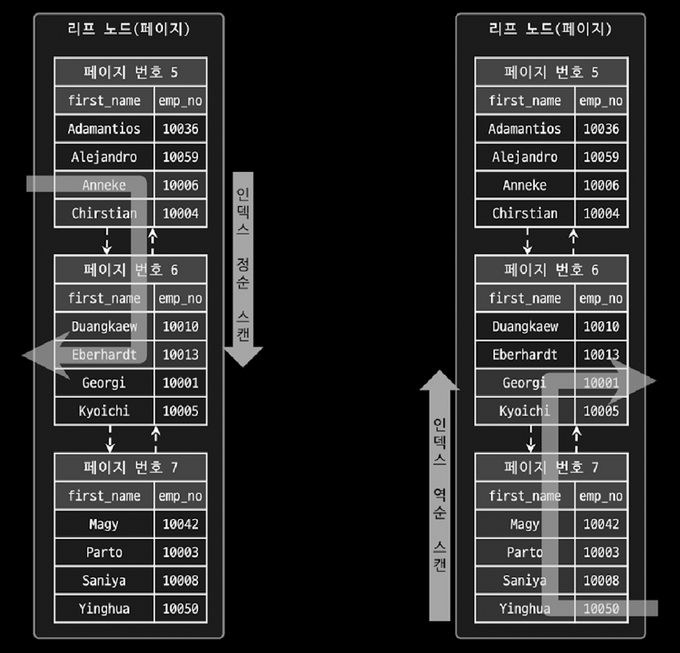 리프 노드(페이지)
페이지 번호 5
first_name emp_no
Adamantios 10036
Alejandro 10059
Anneke 10006
Chirstian 10004
페이지 번호 6
first_name emp_no
Duangkaew 10010
Eberhardt 10013
Georgi 10001
Kyoichi 10005
페이지 번호 7
first_name emp_no
Magy 10042
Parto 10003
Saniya 10008
Yinghua 10050
인덱스 정순 스캔
리프 노드(페이지)
페이지 번호 5
first_name emp_no
Adamantios 10036
Alejandro 10059
Anneke 10006
Chirstian 10004
페이지 번호 6
first_name emp_no
Duangkaew 10010
Eberhardt 10013
Georgi 10001
Kyoichi 10005
페이지 번호 7
first_name emp_no
Magy 10042
Parto 10003
Saniya 10008
Yinghua 10050
인덱스 역순 스캔